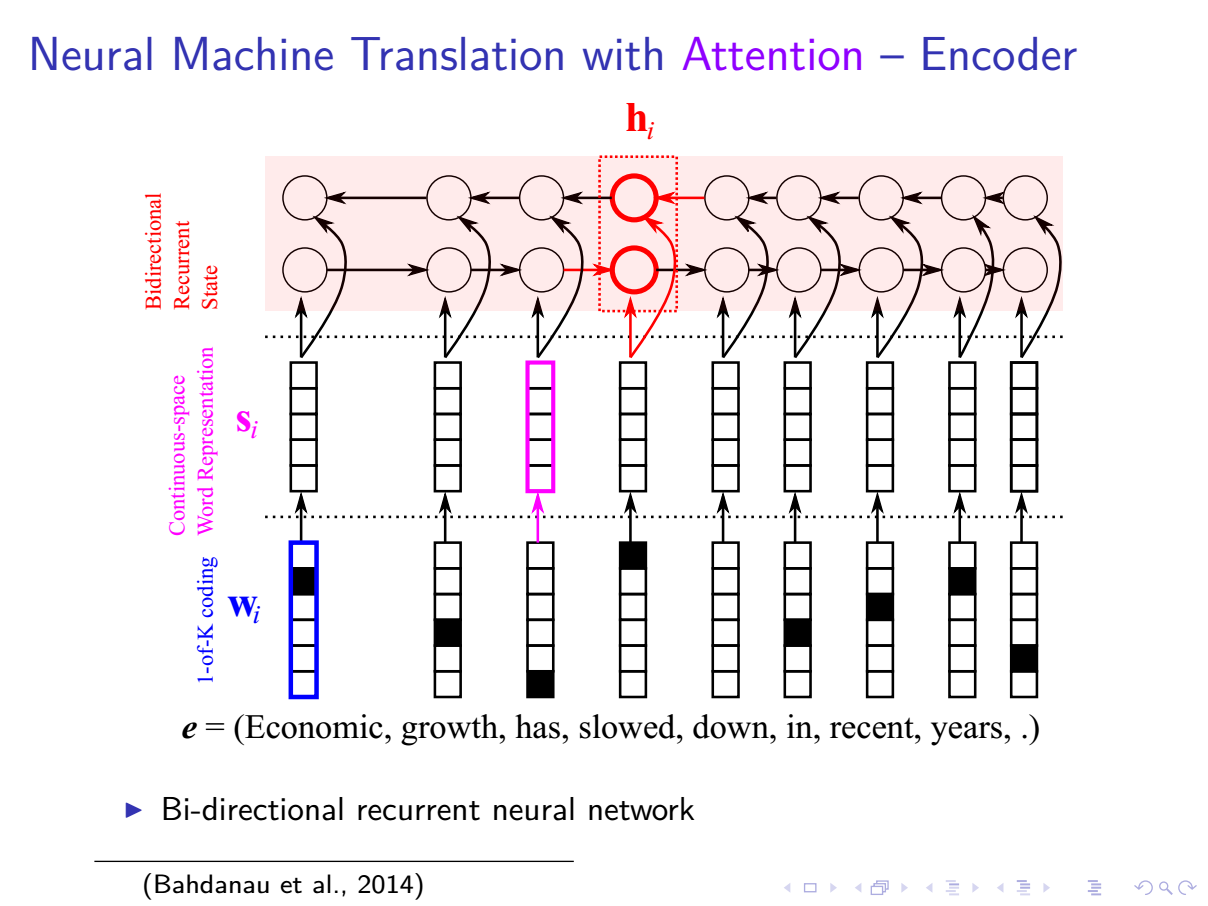 Neural Machine Translation with Attention – Encoder
h_i
Bidirectional
Recurrent
State
Continuous-space
Word Representation
s_i
1-of-K coding
w_i
e = (Economic, growth, has, slowed, down, in, recent, years, .)
▶ Bi-directional recurrent neural network
(Bahdanau et al., 2014)